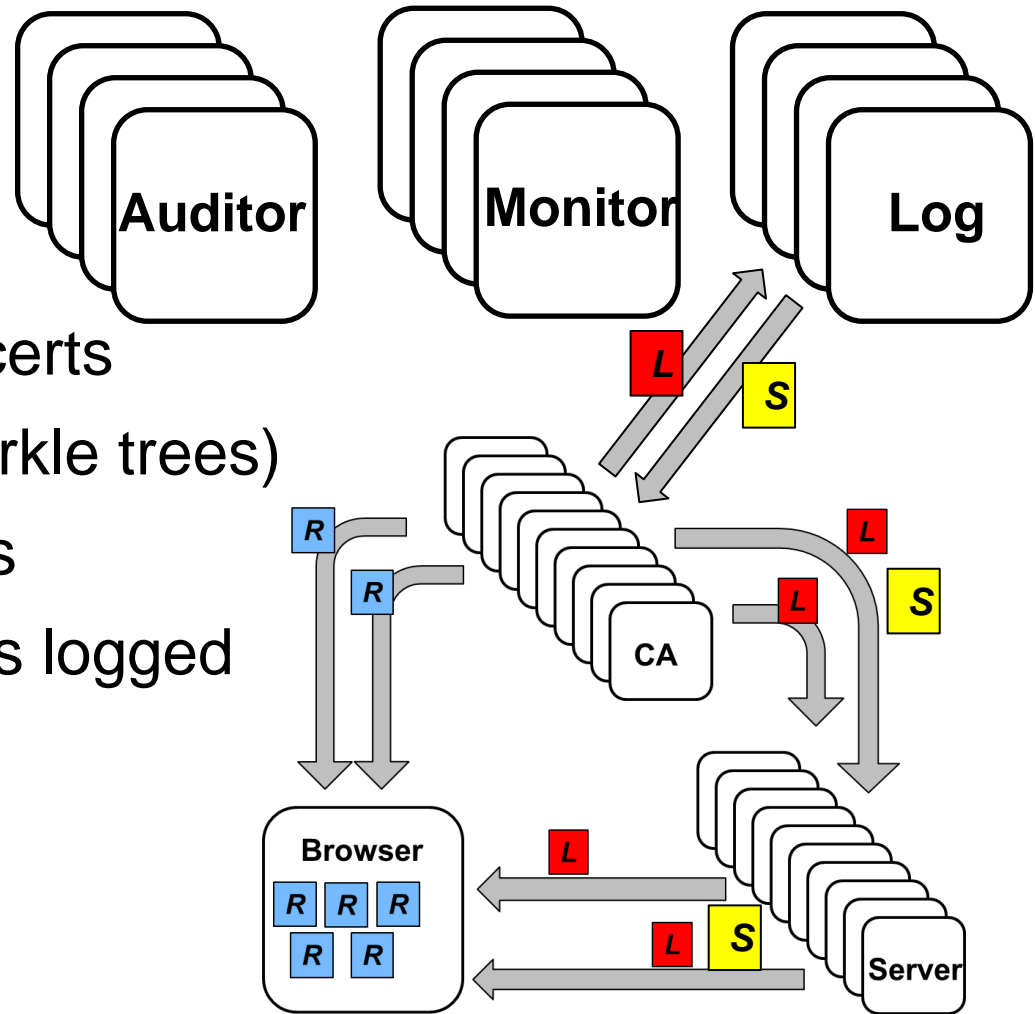 Auditor
Monitor
Log
certs
L
S
rkle trees)
R
L
s
R
L
S
s logged
CA
Browser
L
R R R
L S
R R
Server